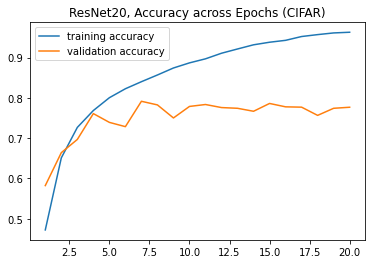 ResNet20, Accuracy across Epochs (CIFAR)
training accuracy
validation accuracy
0.9
0.8
0.7
0.6
0.5
2.5 5.0 7.5 10.0 12.5 15.0 17.5 20.0